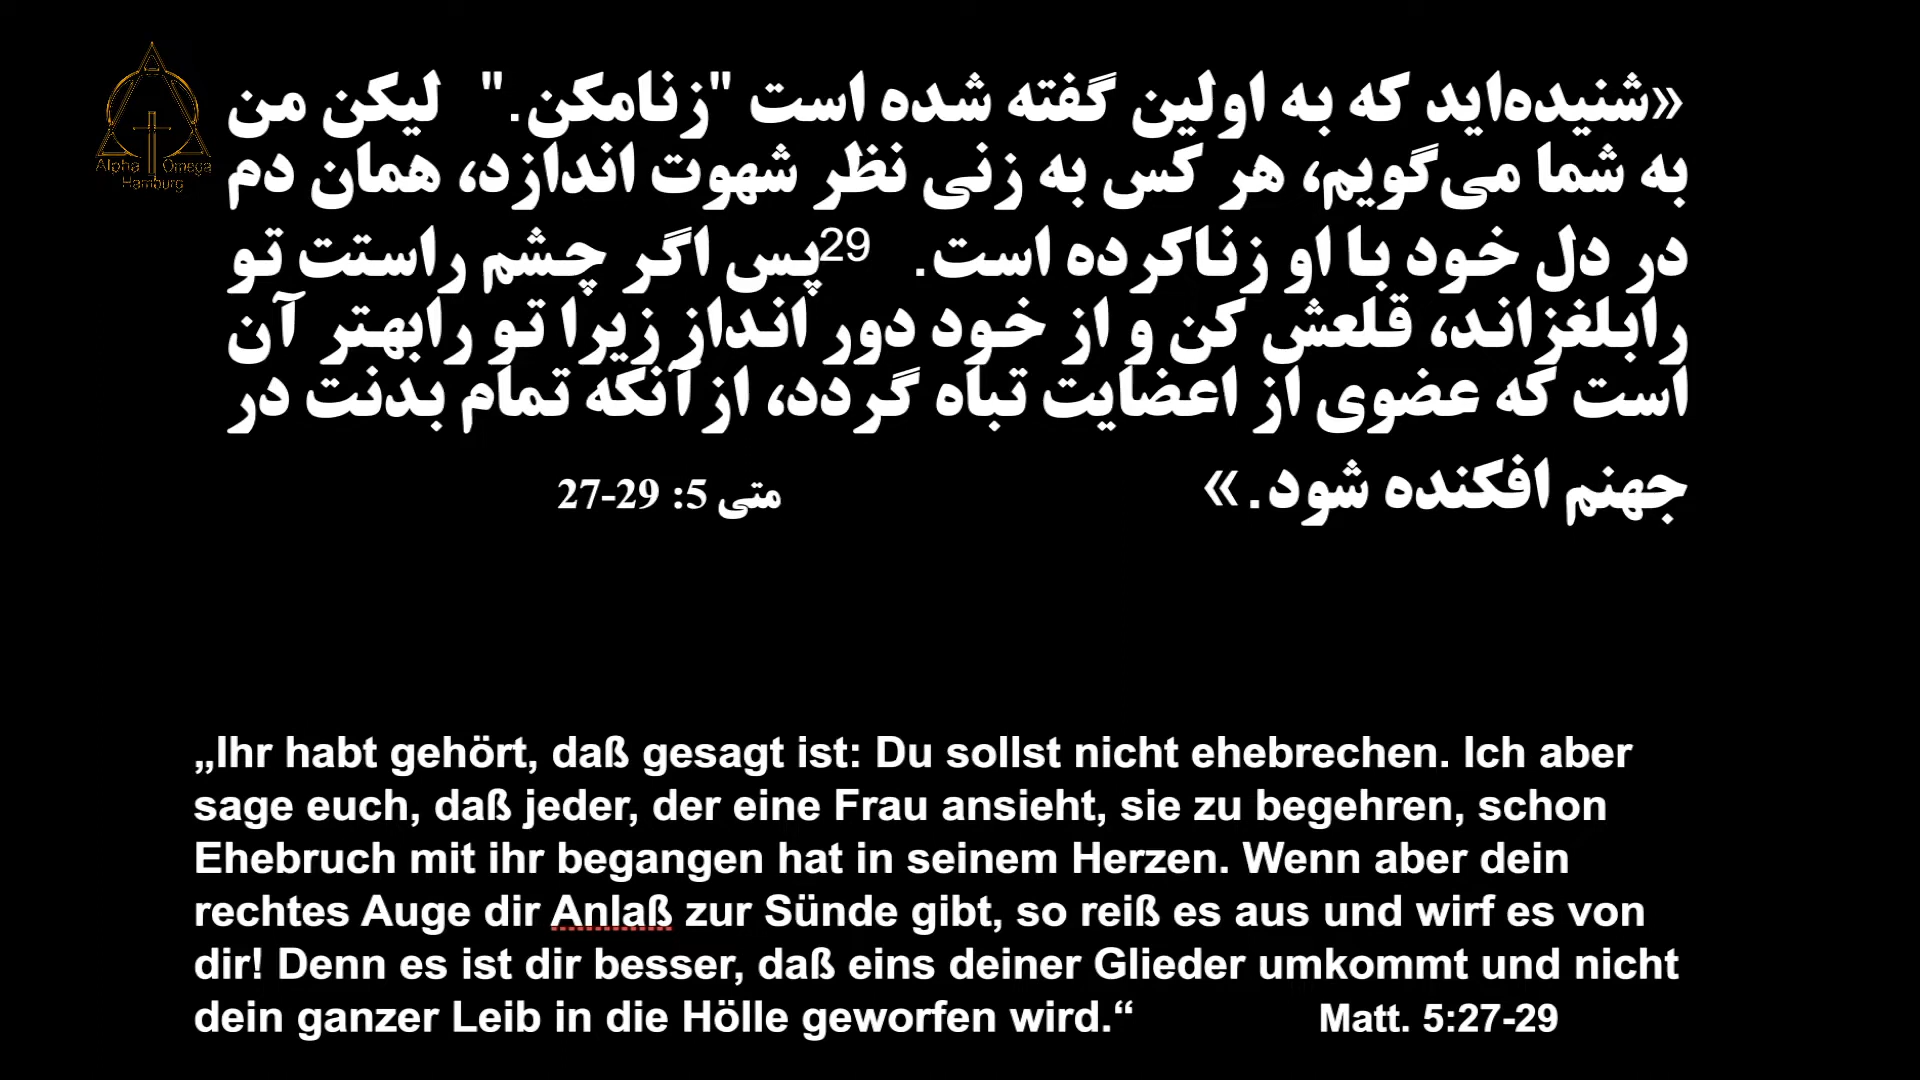 Alpha Omega
Hamburg
«شنیده‌اید که به اولین گفته شده است "زنامکن." لیکن من
به شما می‌گویم، هر کس به زنی نظر شهوت اندازد، همان دم
در دل خود با او زناکرده است. 29پس اگر چشم راستت تو
رابلغزاند، قلعش کن و از خود دور انداز زیرا تو رابهتر آن
است که عضوی از اعضایت تباه گردد، ازآنکه تمام بدنت در
جهنم افکنده شود.» متی 5: 29-27
„Ihr habt gehört, daß gesagt ist: Du sollst nicht ehebrechen. Ich aber
sage euch, daß jeder, der eine Frau ansieht, sie zu begehren, schon
Ehebruch mit ihr begangen hat in seinem Herzen. Wenn aber dein
rechtes Auge dir Anlaß zur Sünde gibt, so reiß es aus und wirf es von
dir! Denn es ist dir besser, daß eins deiner Glieder umkommt und nicht
dein ganzer Leib in die Hölle geworfen wird.“ Matt. 5:27-29